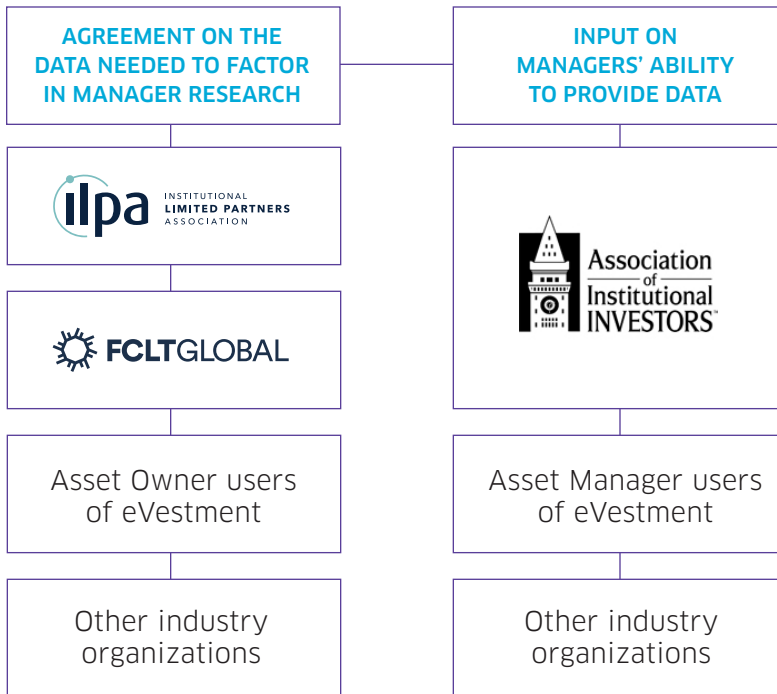 AGREEMENT ON THE
DATA NEEDED TO FACTOR
IN MANAGER RESEARCH
ilpa
INSTITUTIONAL
LIMITED PARTNERS
ASSOCIATION
FCLTGLOBAL
Asset Owner users
of eVestment
Other industry
organizations
INPUT ON
MANAGERS’ ABILITY
TO PROVIDE DATA
Association
of
Institutional
INVESTORS™
Asset Manager users
of eVestment
Other industry
organizations